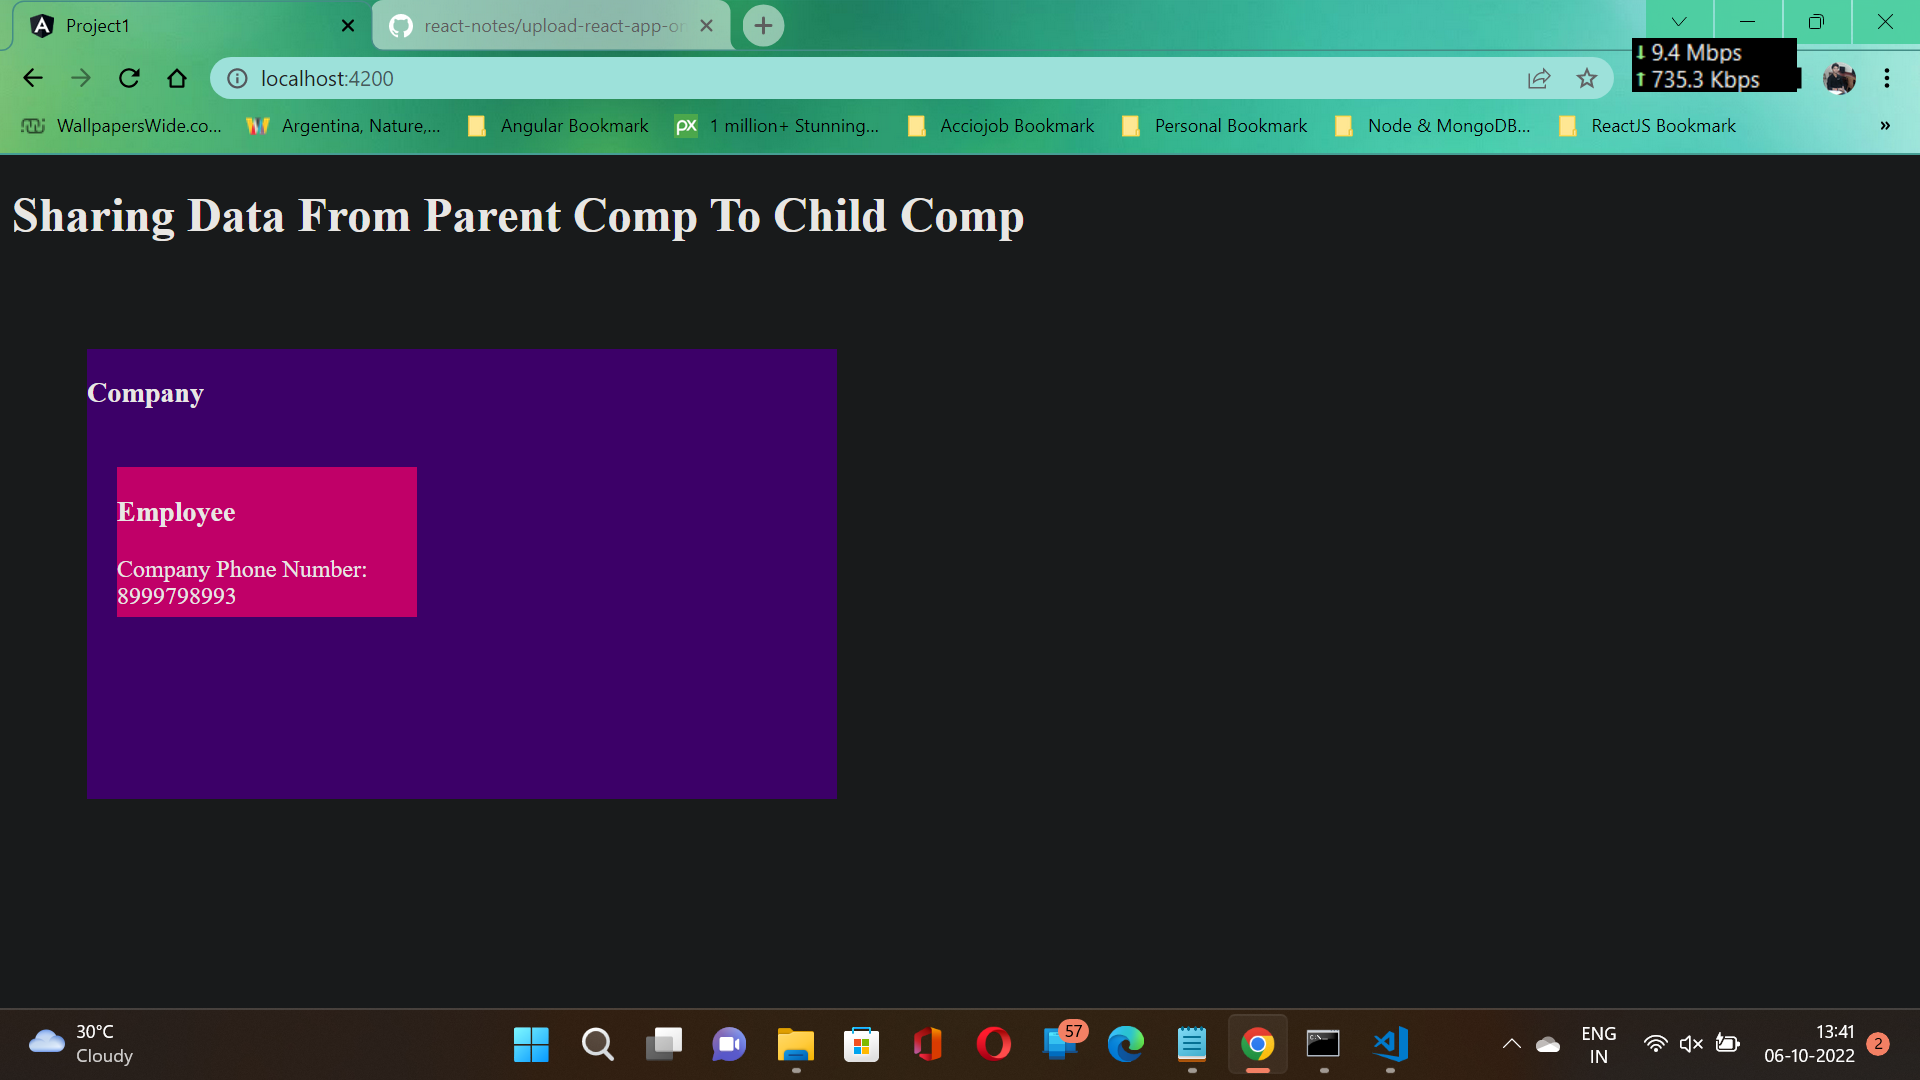 Project1
react-notes/upload-react-app-or
localhost:4200
9.4 Mbps
735.3 Kbps
WallpapersWide.co...
Argentina, Nature,...
Angular Bookmark
px
1 million+ Stunning...
Acciojob Bookmark
Personal Bookmark
Node & MongoDB...
ReactJS Bookmark
»
Sharing Data From Parent Comp To Child Comp
Company
Employee
Company Phone Number:
8999798993
30°C
Cloudy
57
ENG
IN
13:41
06-10-2022
2